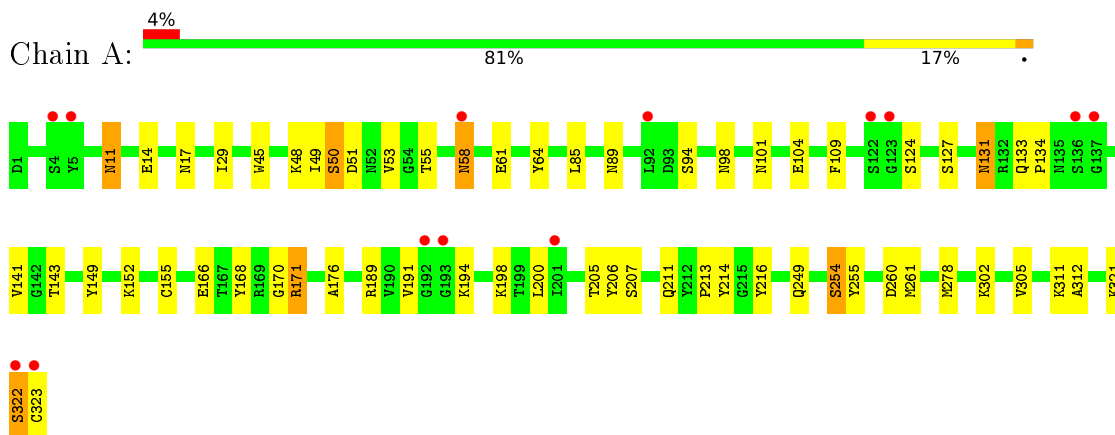 4%
Chain A:
81%
17%
•
D1 S4 Y5 N11 E14 N17 I29 W45 K48 I49 S50 D51 N52 V53 G54 T55 N58 E61 Y64 L85 N89 L92 D93 S94 N98 N101 E104 F109 S122 G123 S124 S127 N131 R132 Q133 P134 N135 S136 G137
V141 G142 T143 Y149 K152 C155 E166 T167 Y168 R169 G170 R171 A176 R189 V190 V191 G192 G193 K194 K198 T199 L200 I201 T205 Y206 S207 Q211 Y212 P213 Y214 G215 Y216 Q249 S254 Y255 D260 M261 M278 K302 V305 K311 A312 K321
S322 C323